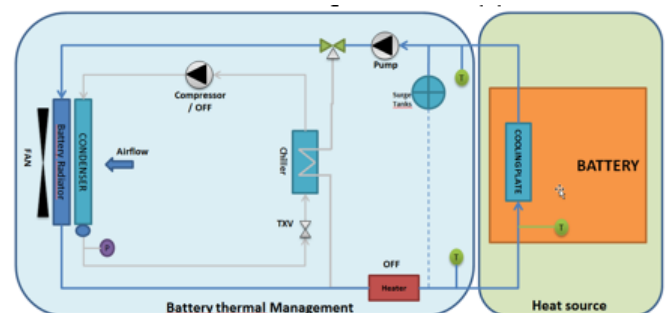 Pump
T
Compressor
/ OFF
Surge
Tanks
FAN
Battery Radiator
CONDENSER
Airflow
Chiller
COOLING PLATE
BATTERY
TXV
P
T
T
OFF
Heater
Battery thermal Management
Heat source